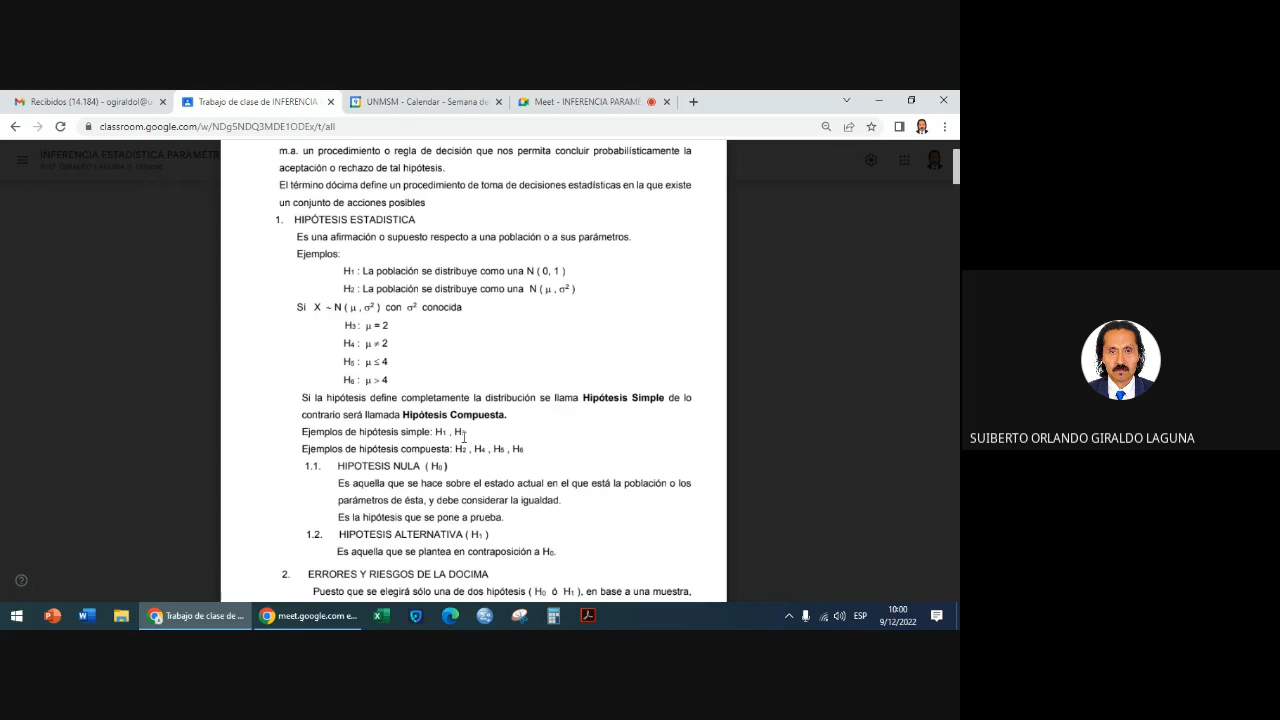 Recibidos (14.184) - ogiraldol@u
Trabajo de clase de INFERENCIA
UNMSM - Calendar - Semana de
Meet - INFERENCIA PARAME
classroom.google.com/w/NDg5NDQ3MDE1ODEx/t/all
INFERENCIA ESTADÍSTICA PARAMÉTR
Prof. GIRALDO LAGUNA S. Orlando
m.a. un procedimiento o regla de decisión que nos permita concluir probabilísticamente la
aceptación o rechazo de tal hipótesis.
El término dócima define un procedimiento de toma de decisiones estadísticas en la que existe
un conjunto de acciones posibles
1. HIPÓTESIS ESTADISTICA
Es una afirmación o supuesto respecto a una población o a sus parámetros.
Ejemplos:
H1 : La población se distribuye como una N ( 0, 1 )
H2 : La población se distribuye como una N ( μ , σ² )
Si X ~ N ( μ , σ² ) con σ² conocida
H3 : μ = 2
H4 : μ ≠ 2
H5 : μ ≤ 4
H6 : μ > 4
Si la hipótesis define completamente la distribución se llama Hipótesis Simple de lo
contrario será llamada Hipótesis Compuesta.
Ejemplos de hipótesis simple: H1 , H
Ejemplos de hipótesis compuesta: H2 , H4 , H5 , H6
1.1. HIPOTESIS NULA ( H0 )
Es aquella que se hace sobre el estado actual en el que está la población o los
parámetros de ésta, y debe considerar la igualdad.
Es la hipótesis que se pone a prueba.
1.2. HIPOTESIS ALTERNATIVA ( H1 )
Es aquella que se plantea en contraposición a H0.
2. ERRORES Y RIESGOS DE LA DOCIMA
Puesto que se elegirá sólo una de dos hipótesis ( H0 ó H1 ), en base a una muestra,
SUIBERTO ORLANDO GIRALDO LAGUNA
Trabajo de clase de ...
meet.google.com e...
ESP
10:00
9/12/2022